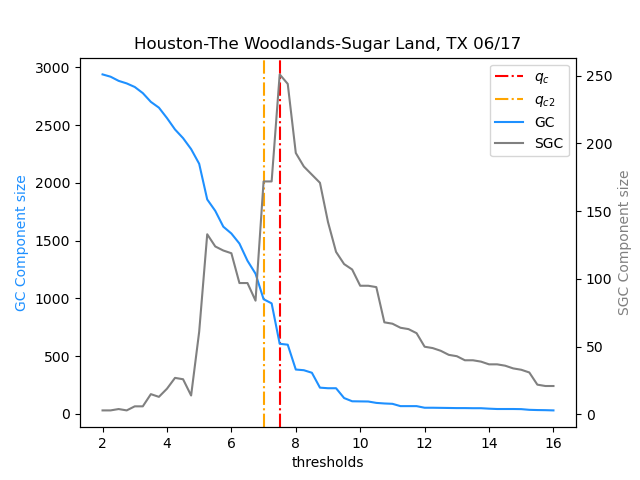 Houston-The Woodlands-Sugar Land, TX 06/17
3000
2500
2000
1500
1000
500
0
GC Component size
250
200
150
100
50
0
SGC Component size
q_c
q_c2
GC
SGC
2 4 6 8 10 12 14 16
thresholds